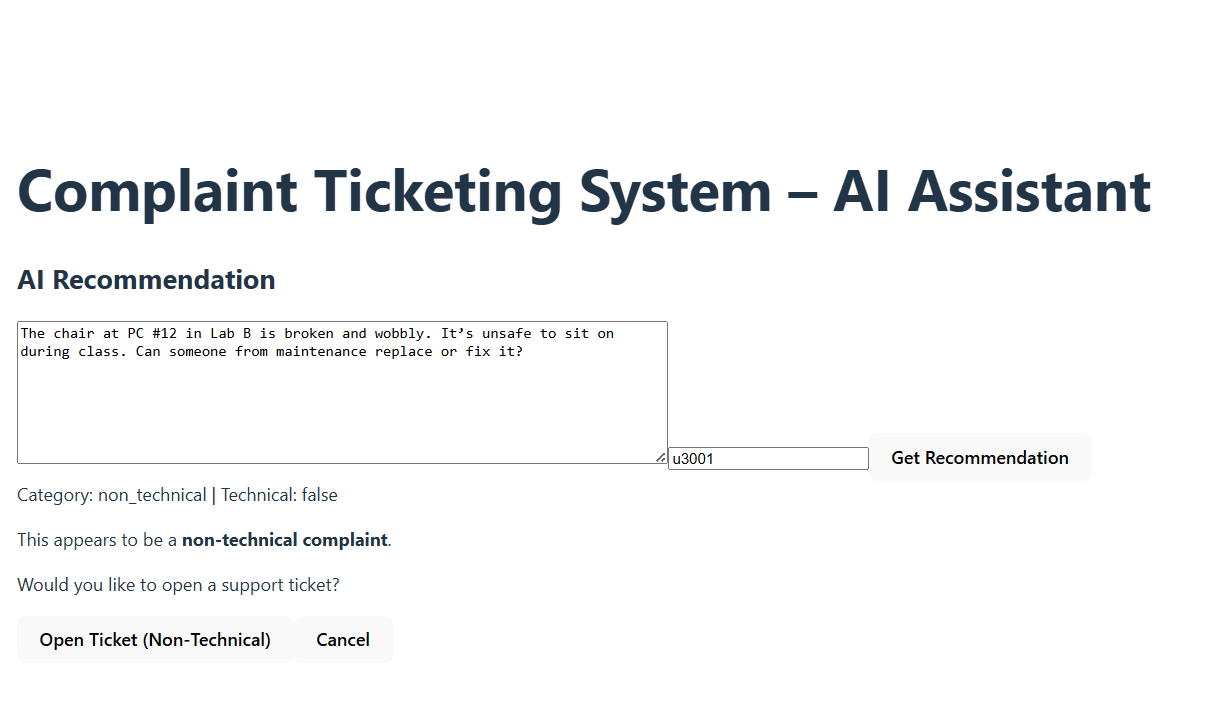 Complaint Ticketing System – AI Assistant
AI Recommendation
The chair at PC #12 in Lab B is broken and wobbly. It’s unsafe to sit on
during class. Can someone from maintenance replace or fix it?
u3001
Get Recommendation
Category: non_technical | Technical: false
This appears to be a non-technical complaint.
Would you like to open a support ticket?
Open Ticket (Non-Technical)
Cancel